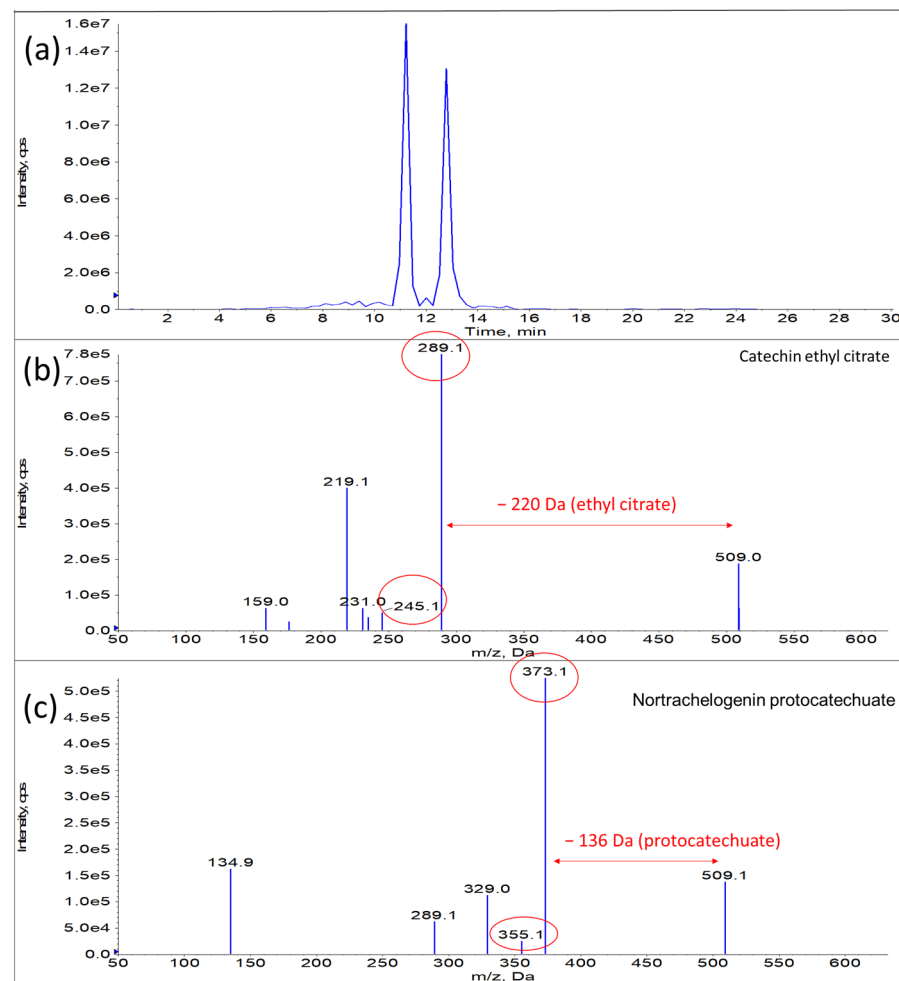 (a)
Intensity, cps
1.6e7
1.4e7
1.2e7
1.0e7
8.0e6
6.0e6
4.0e6
2.0e6
0.0
2 4 6 8 10 12 14 16 18 20 22 24 26 28 30
Time, min
(b)
Catechin ethyl citrate
Intensity, cps
7.8e5
7.0e5
6.0e5
5.0e5
4.0e5
3.0e5
2.0e5
1.0e5
0.0
289.1
219.1
− 220 Da (ethyl citrate)
509.0
159.0
231.0
245.1
50 100 150 200 250 300 350 400 450 500 550 600
m/z, Da
(c)
Nortrachelogenin protocatechuate
Intensity, cps
5.0e5
4.5e5
4.0e5
3.5e5
3.0e5
2.5e5
2.0e5
1.5e5
1.0e5
5.0e4
0.0
373.1
− 136 Da (protocatechuate)
134.9
509.1
329.0
289.1
355.1
50 100 150 200 250 300 350 400 450 500 550 600
m/z, Da